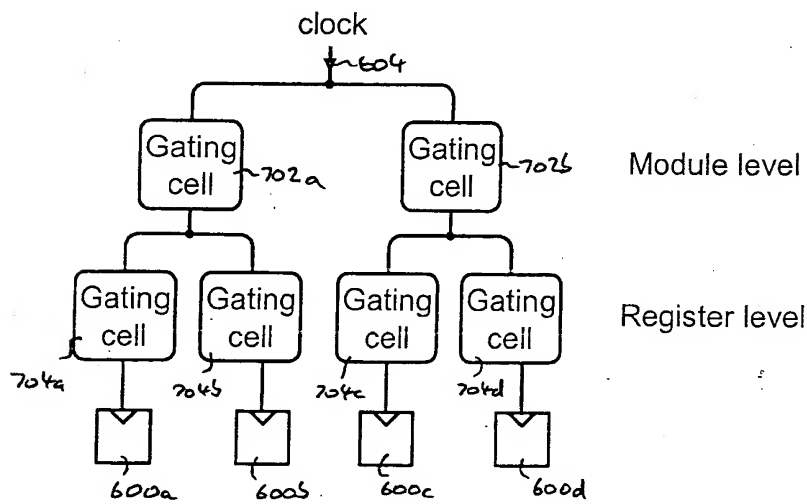 clock
604
Gating
cell
702a
Gating
cell
702b
Module level
Gating
cell
Gating
cell
Gating
cell
Gating
cell
Register level
704a
704b
704c
704d
600a
600b
600c
600d